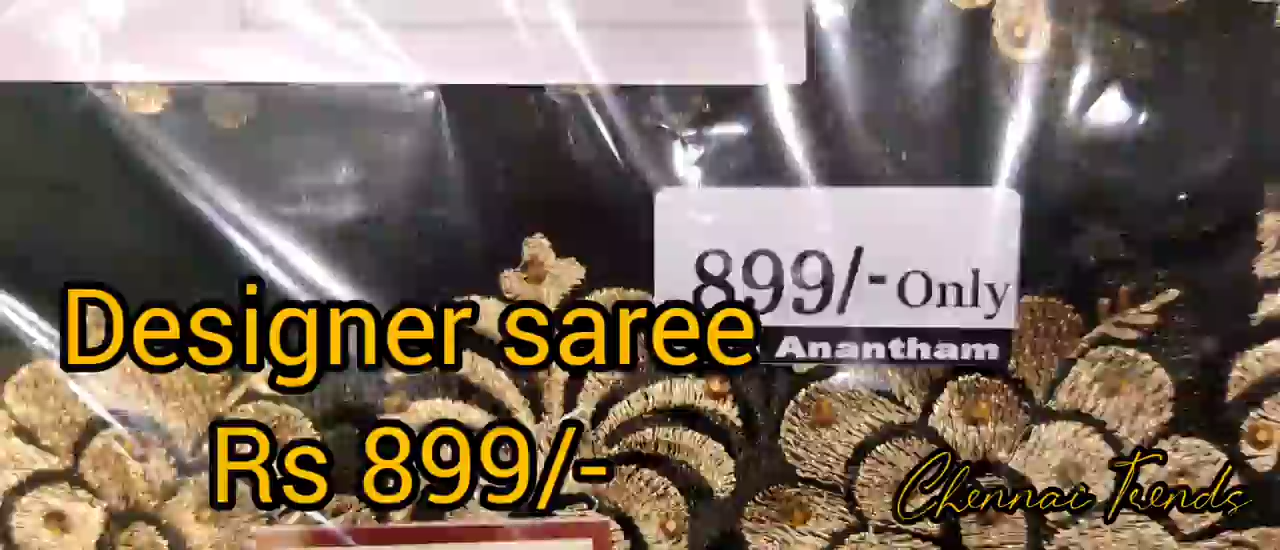 899/- Only
Anantham
Designer saree
Rs 899/-
Chennai Trends